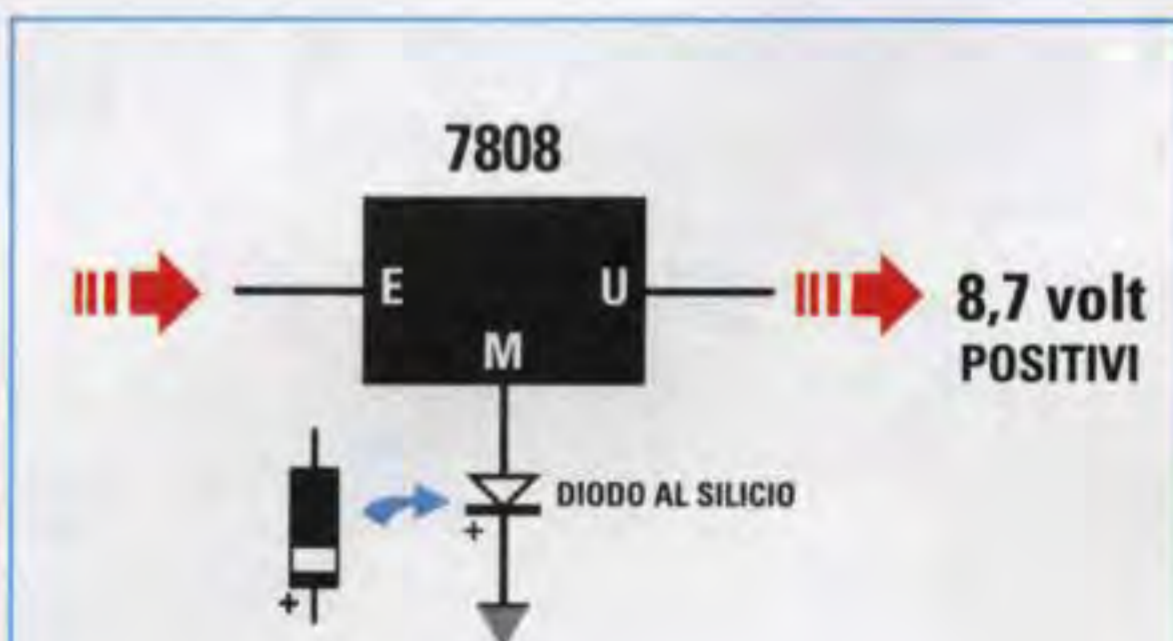 7808
E
U
M
8,7 volt
POSITIVI
DIODO AL SILICIO
+
+